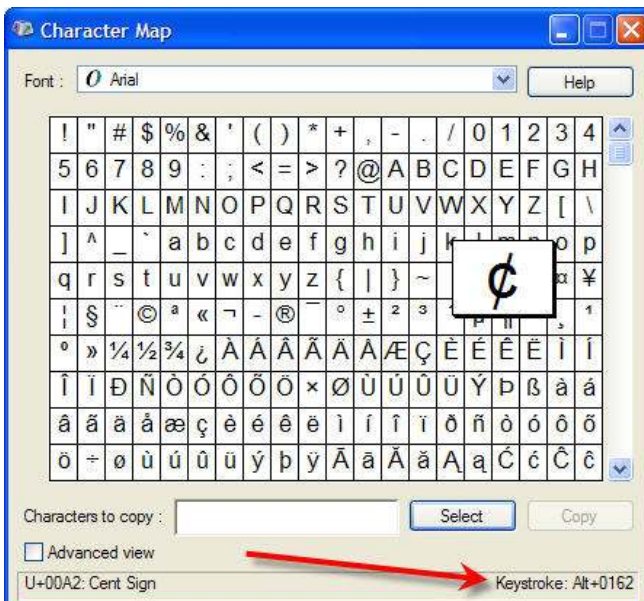 Character Map
Font : O Arial Help
! " # $ % & ' ( ) * + , - . / 0 1 2 3 4
5 6 7 8 9 : ; < = > ? @ A B C D E F G H
I J K L M N O P Q R S T U V W X Y Z [ \
] ^ _ ` a b c d e f g h i j k l m n o p
q r s t u v w x y z { | } ~ ¢ ¤ ¥
¦ § ¨ © ª « ¬ - ® ¯ ° ± ² ³ ´ µ ¶ ¸ ¹
º » ¼ ½ ¾ ¿ À Á Â Ã Ä Å Æ Ç È É Ê Ë Ì Í
Î Ï Ð Ñ Ò Ó Ô Õ Ö × Ø Ù Ú Û Ü Ý Þ ß à á
â ã ä å æ ç è é ê ë ì í î ï ð ñ ò ó ô õ
ö ÷ ø ù ú û ü ý þ ÿ Ā ā Ă ă Ą ą Ć ć Ĉ ĉ
Characters to copy : Select Copy
Advanced view
U+00A2: Cent Sign Keystroke: Alt+0162